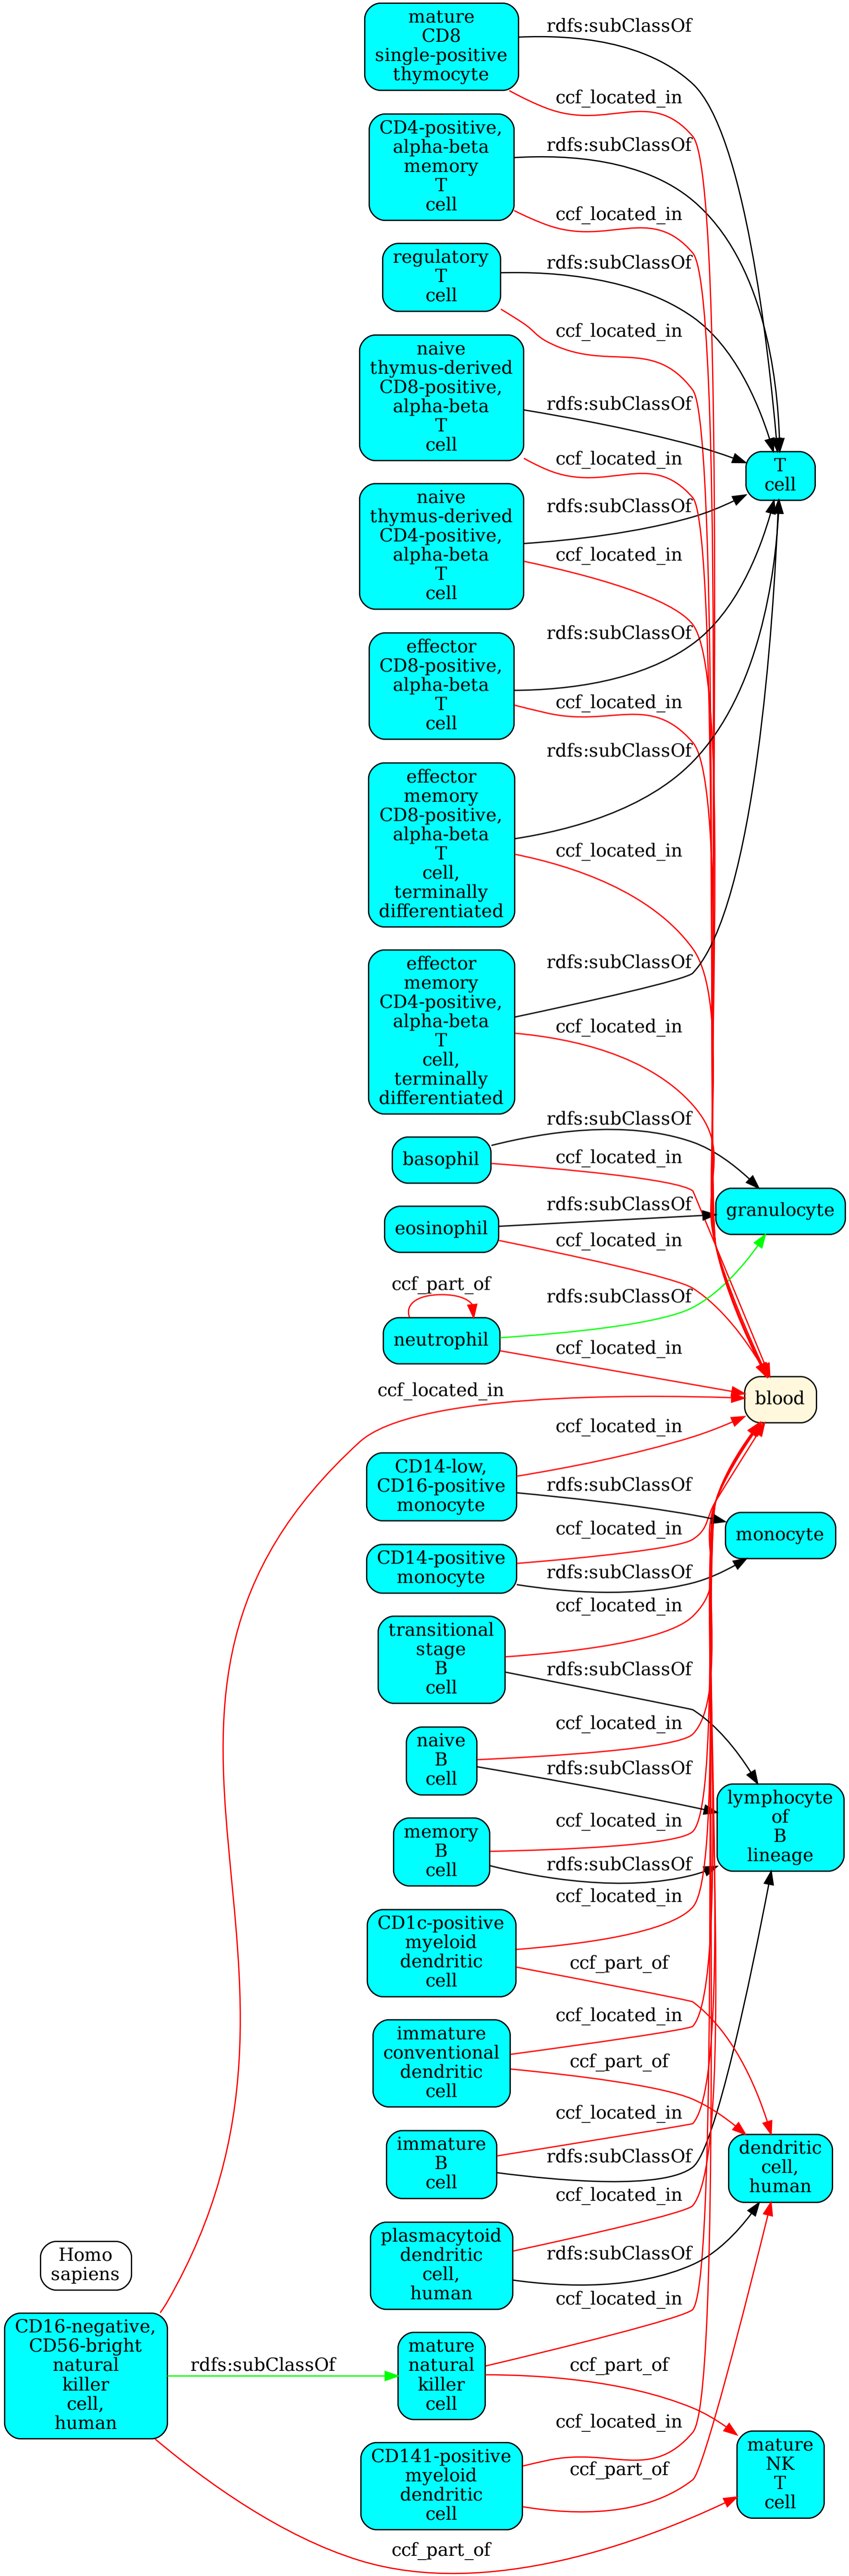 mature
CD8
single-positive
thymocyte
rdfs:subClassOf
ccf_located_in
CD4-positive,
alpha-beta
memory
T
cell
rdfs:subClassOf
ccf_located_in
regulatory
T
cell
rdfs:subClassOf
ccf_located_in
naive
thymus-derived
CD8-positive,
alpha-beta
T
cell
rdfs:subClassOf
ccf_located_in
T
cell
naive
thymus-derived
CD4-positive,
alpha-beta
T
cell
rdfs:subClassOf
ccf_located_in
effector
CD8-positive,
alpha-beta
T
cell
rdfs:subClassOf
ccf_located_in
effector
memory
CD8-positive,
alpha-beta
T
cell,
terminally
differentiated
rdfs:subClassOf
ccf_located_in
effector
memory
CD4-positive,
alpha-beta
T
cell,
terminally
differentiated
rdfs:subClassOf
ccf_located_in
basophil
rdfs:subClassOf
ccf_located_in
granulocyte
eosinophil
rdfs:subClassOf
ccf_located_in
ccf_part_of
neutrophil
rdfs:subClassOf
ccf_located_in
ccf_located_in
blood
CD14-low,
CD16-positive
monocyte
ccf_located_in
rdfs:subClassOf
monocyte
CD14-positive
monocyte
ccf_located_in
rdfs:subClassOf
transitional
stage
B
cell
ccf_located_in
rdfs:subClassOf
naive
B
cell
ccf_located_in
rdfs:subClassOf
lymphocyte
of
B
lineage
memory
B
cell
ccf_located_in
rdfs:subClassOf
CD1c-positive
myeloid
dendritic
cell
ccf_located_in
ccf_part_of
immature
conventional
dendritic
cell
ccf_located_in
ccf_part_of
immature
B
cell
ccf_located_in
rdfs:subClassOf
dendritic
cell,
human
plasmacytoid
dendritic
cell,
human
ccf_located_in
rdfs:subClassOf
Homo
sapiens
CD16-negative,
CD56-bright
natural
killer
cell,
human
rdfs:subClassOf
mature
natural
killer
cell
ccf_located_in
ccf_part_of
CD141-positive
myeloid
dendritic
cell
ccf_located_in
ccf_part_of
mature
NK
T
cell
ccf_part_of